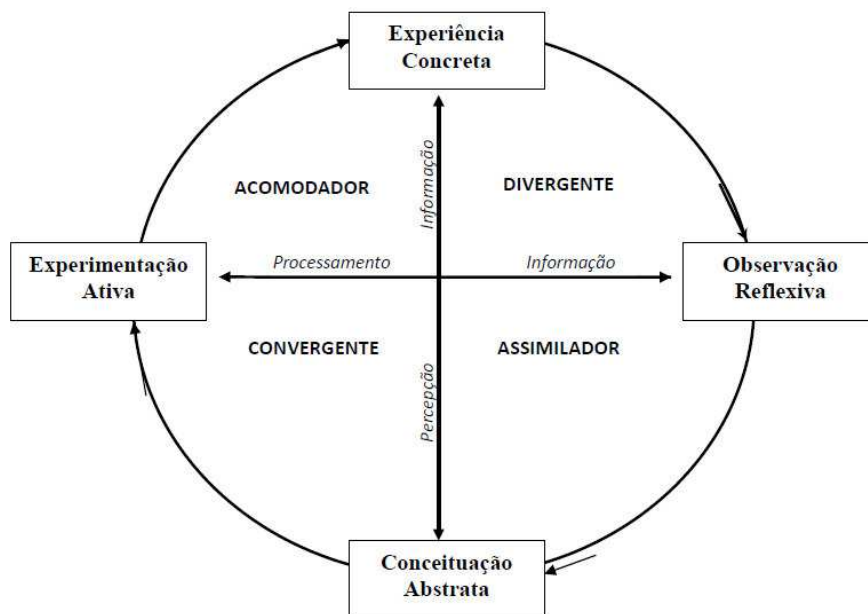 Experiência
Concreta
Informação
ACOMODADOR
DIVERGENTE
Experimentação
Ativa
Processamento
Informação
Observação
Reflexiva
CONVERGENTE
ASSIMILADOR
Percepção
Conceituação
Abstrata